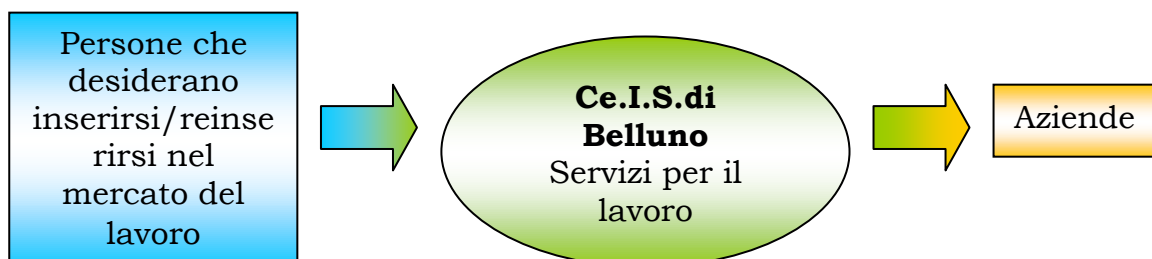 Persone che
desiderano
inserirsi/reinse
rirsi nel
mercato del
lavoro
Ce.I.S.di
Belluno
Servizi per il
lavoro
Aziende